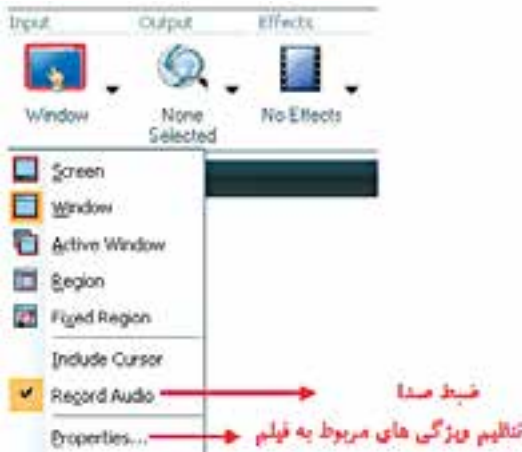 Input Output Effects
Window None Selected No Effects
Screen
Window
Active Window
Region
Fixed Region
Include Cursor
Record Audio ضبط صدا
Properties... تنظیم ویژگی های مربوط به فیلم